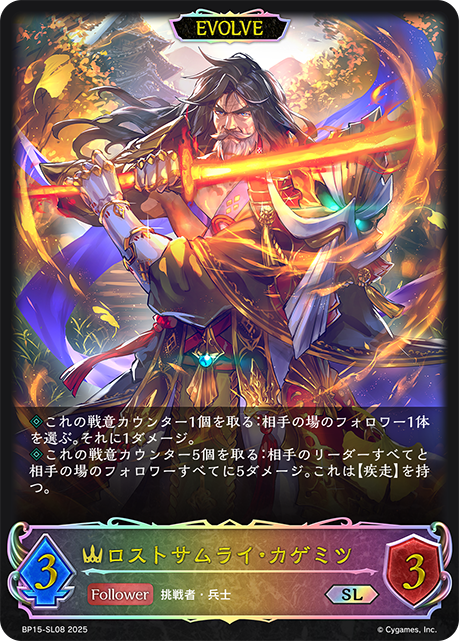 EVOLVE
これの戦意カウンター1個を取る:相手の場のフォロワー1体
を選ぶ。それに1ダメージ。
これの戦意カウンター5個を取る:相手のリーダーすべてと
相手の場のフォロワーすべてに5ダメージ。これは【疾走】を持
つ。
ロストサムライ・カゲミツ
3
Follower
挑戦者・兵士
SL
3
BP15-SL08 2025
© Cygames, Inc.